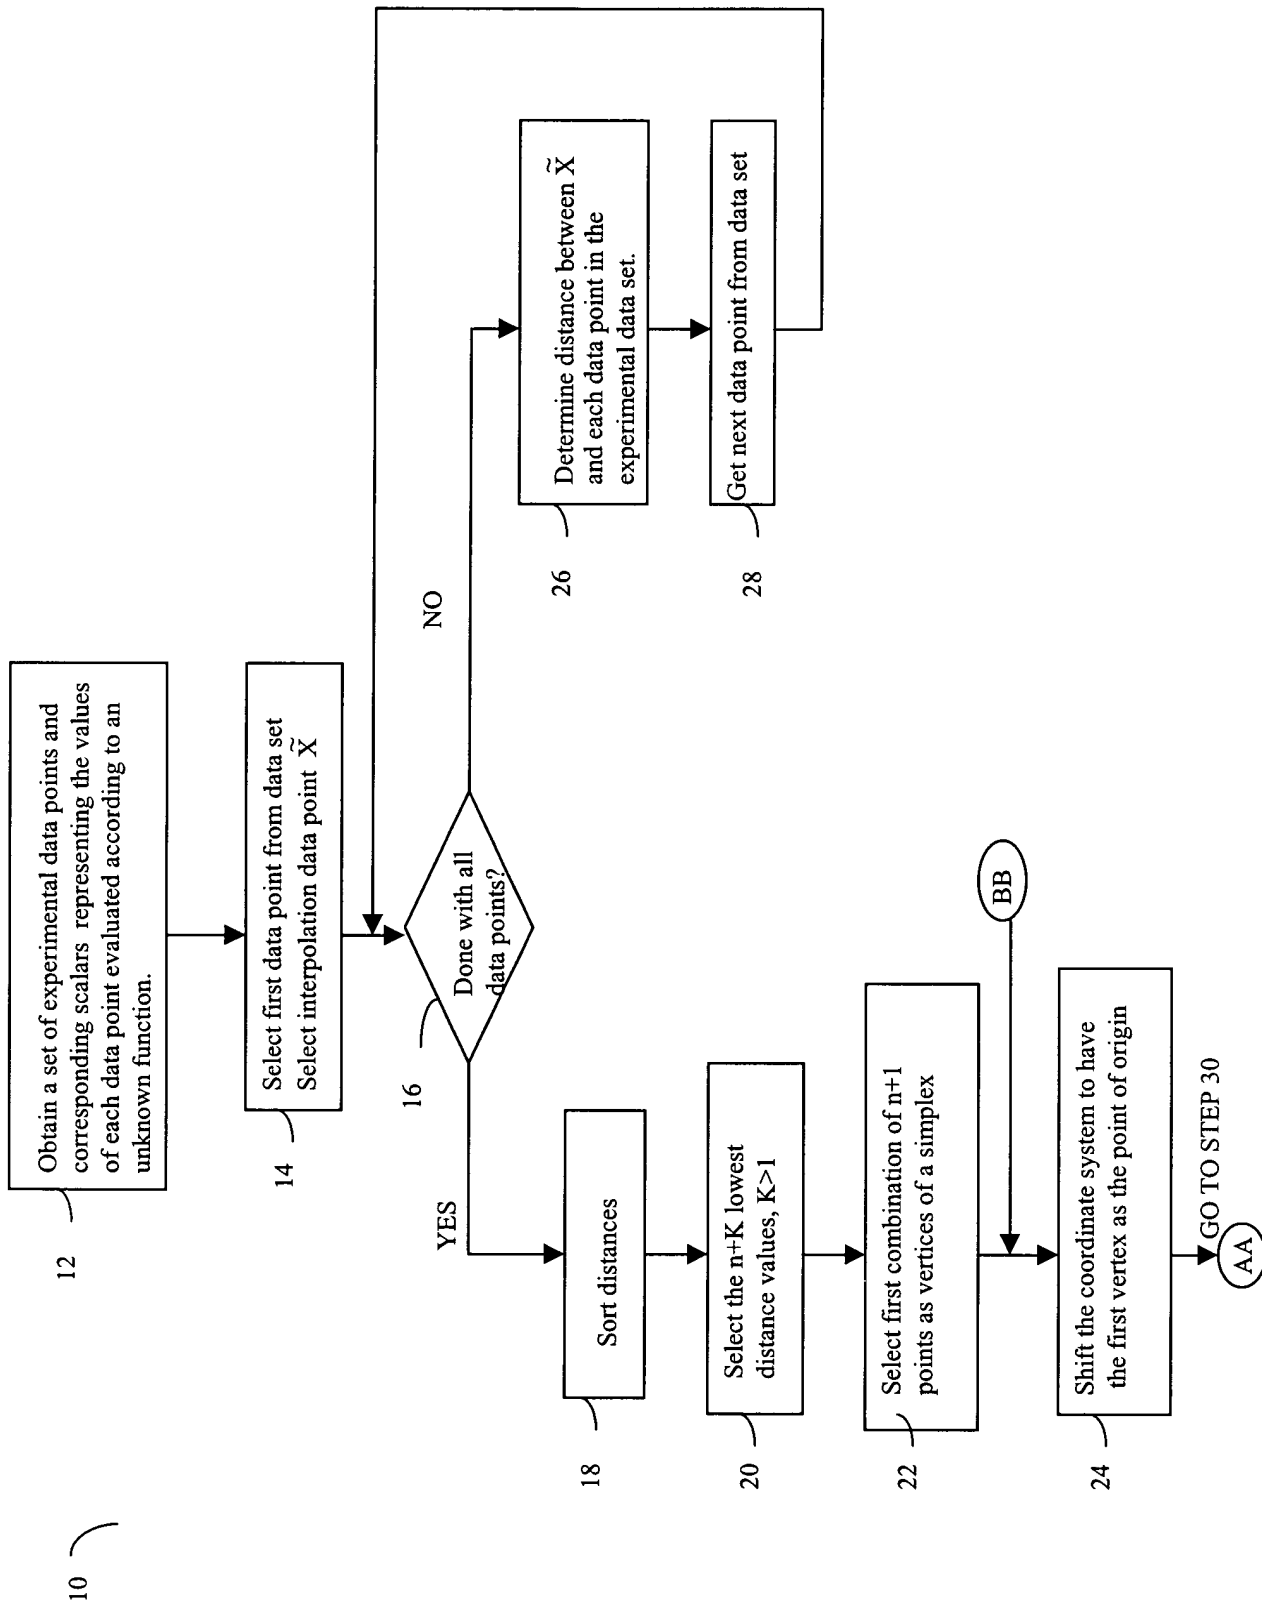 10
12
Obtain a set of experimental data points and
corresponding scalars representing the values
of each data point evaluated according to an
unknown function.
14
Select first data point from data set
Select interpolation data point X̃
16
Done with all
data points?
YES
NO
18
Sort distances
20
Select the n+K lowest
distance values, K>1
22
Select first combination of n+1
points as vertices of a simplex
BB
24
Shift the coordinate system to have
the first vertex as the point of origin
GO TO STEP 30
AA
26
Determine distance between X̃
and each data point in the
experimental data set.
28
Get next data point from data set